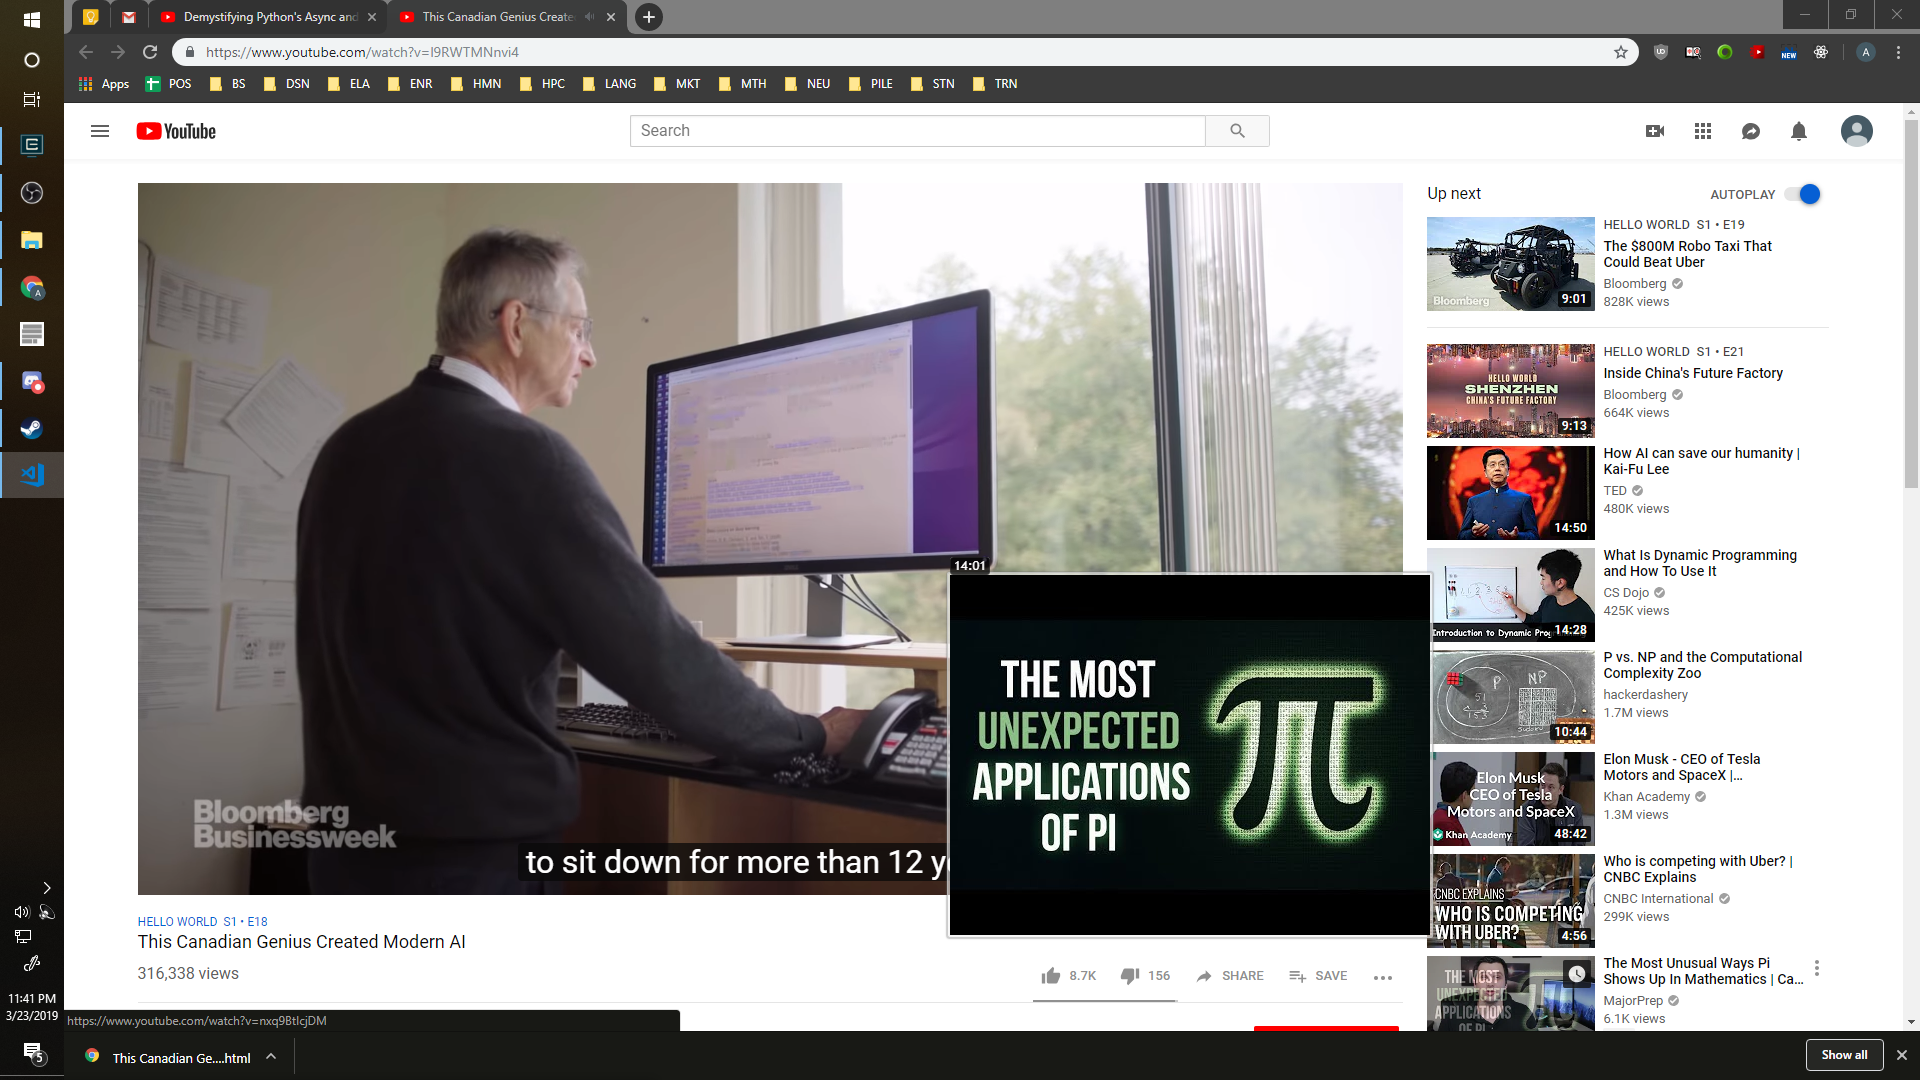 Demystifying Python's Async and
This Canadian Genius Create
https://www.youtube.com/watch?v=I9RWTMNnvi4
A
Apps
POS
BS
DSN
ELA
ENR
HMN
HPC
LANG
MKT
MTH
NEU
PILE
STN
TRN
NEW
YouTube
Search
Bloomberg
Businessweek
to sit down for more than 12 y
14:01
THE MOST
UNEXPECTED
APPLICATIONS
OF PI
HELLO WORLD S1 • E18
This Canadian Genius Created Modern AI
316,338 views
8.7K
156
SHARE
SAVE
Up next
AUTOPLAY
Bloomberg
9:01
HELLO WORLD S1 • E19
The $800M Robo Taxi That
Could Beat Uber
Bloomberg
828K views
HELLO WORLD
SHENZHEN
CHINA'S FUTURE FACTORY
9:13
HELLO WORLD S1 • E21
Inside China's Future Factory
Bloomberg
664K views
14:50
How AI can save our humanity |
Kai-Fu Lee
TED
480K views
Introduction to Dynamic Prog
14:28
What Is Dynamic Programming
and How To Use It
CS Dojo
425K views
P
NP
10:44
P vs. NP and the Computational
Complexity Zoo
hackerdashery
1.7M views
Elon Musk
CEO of Tesla
Motors and SpaceX
Khan Academy
48:42
Elon Musk - CEO of Tesla
Motors and SpaceX |...
Khan Academy
1.3M views
CNBC EXPLAINS
WHO IS COMPETING
WITH UBER?
4:56
Who is competing with Uber? |
CNBC Explains
CNBC International
299K views
THE MOST
UNEXPECTED
APPLICATIONS
OF PI
The Most Unusual Ways Pi
Shows Up In Mathematics | Ca...
MajorPrep
6.1K views
11:41 PM
3/23/2019
5
https://www.youtube.com/watch?v=nxq9BtlcjDM
This Canadian Ge....html
Show all